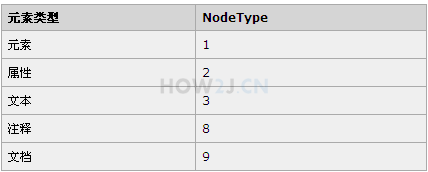 元素类型 NodeType
元素 1
属性 2
文本 3
注释 8
文档 9
HOW2J.CN